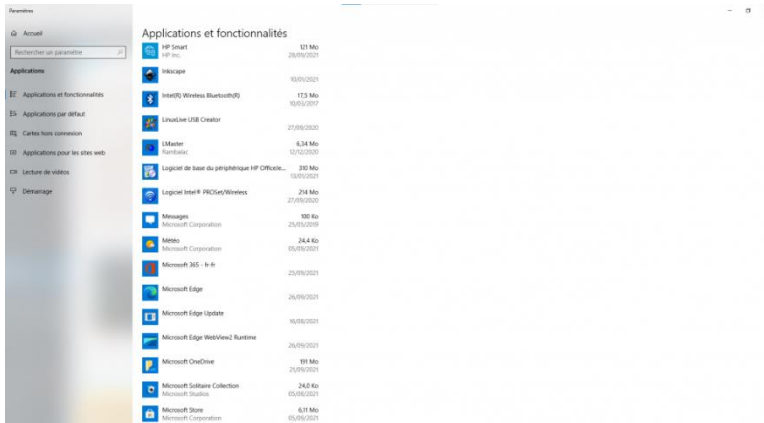 Paramètres
Accueil
Rechercher un paramètre
Applications
Applications et fonctionnalités
Applications par défaut
Cartes hors connexion
Applications pour les sites web
Lecture de vidéos
Démarrage
Applications et fonctionnalités
HP Smart 121 Mo
HP Inc. 28/09/2021
Inkscape
10/01/2021
Intel(R) Wireless Bluetooth(R) 17,5 Mo
10/03/2017
LinuxLive USB Creator
27/09/2020
LMaster 6,34 Mo
Rambalac 12/12/2020
Logiciel de base du périphérique HP Officeje... 310 Mo
13/01/2021
Logiciel Intel® PROSet/Wireless 214 Mo
27/09/2020
Messages 100 Ko
Microsoft Corporation 25/05/2019
Météo 24,4 Ko
Microsoft Corporation 05/09/2021
Microsoft 365 - fr-fr
25/09/2021
Microsoft Edge
26/09/2021
Microsoft Edge Update
16/08/2021
Microsoft Edge WebView2 Runtime
26/09/2021
Microsoft OneDrive 191 Mo
21/09/2021
Microsoft Solitaire Collection 24,0 Ko
Microsoft Studios 05/08/2021
Microsoft Store 6,11 Mo
Microsoft Corporation 05/09/2021